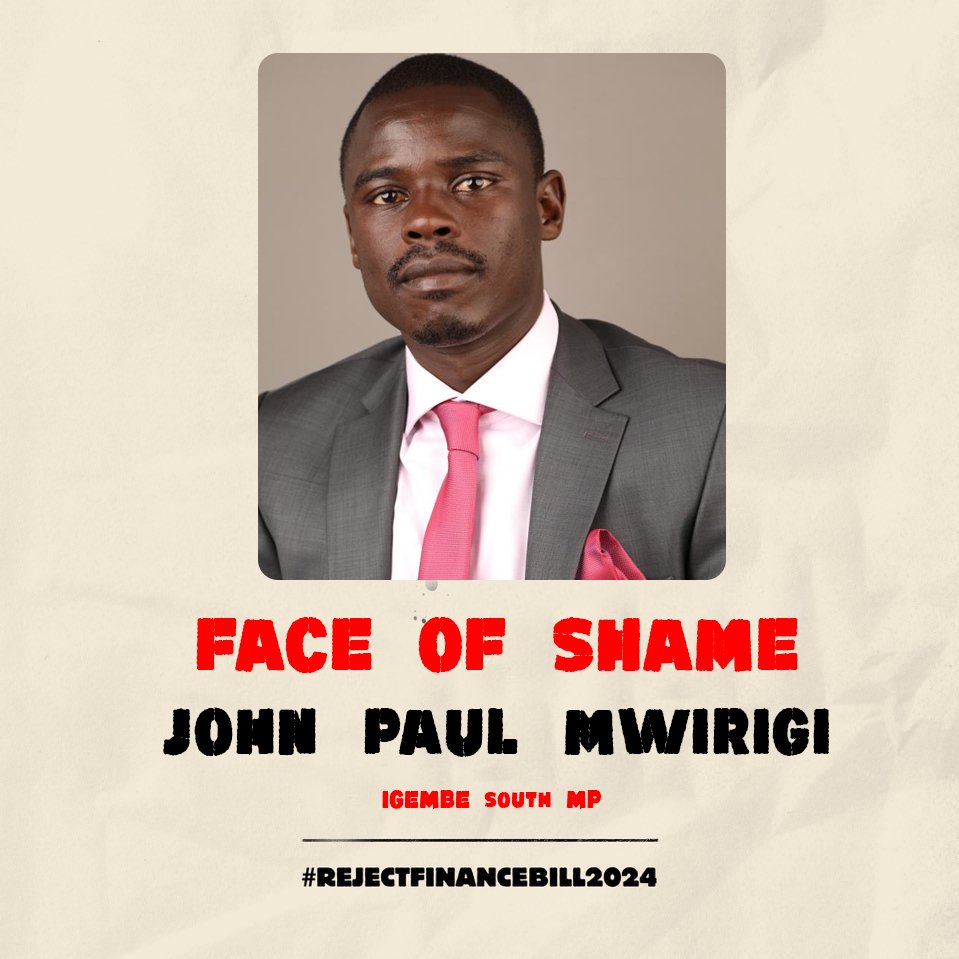 FACE OF SHAME
JOHN PAUL MWIRIGI
IGEMBE SOUTH MP
#REJECTFINANCEBILL2024